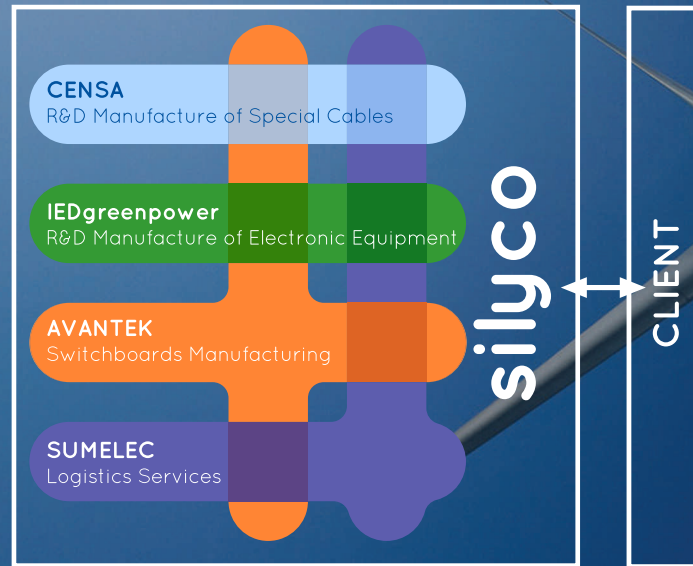 CENSA
R&D Manufacture of Special Cables
IEDgreenpower
R&D Manufacture of Electronic Equipment
AVANTEK
Switchboards Manufacturing
SUMELEC
Logistics Services
silyco
CLIENT